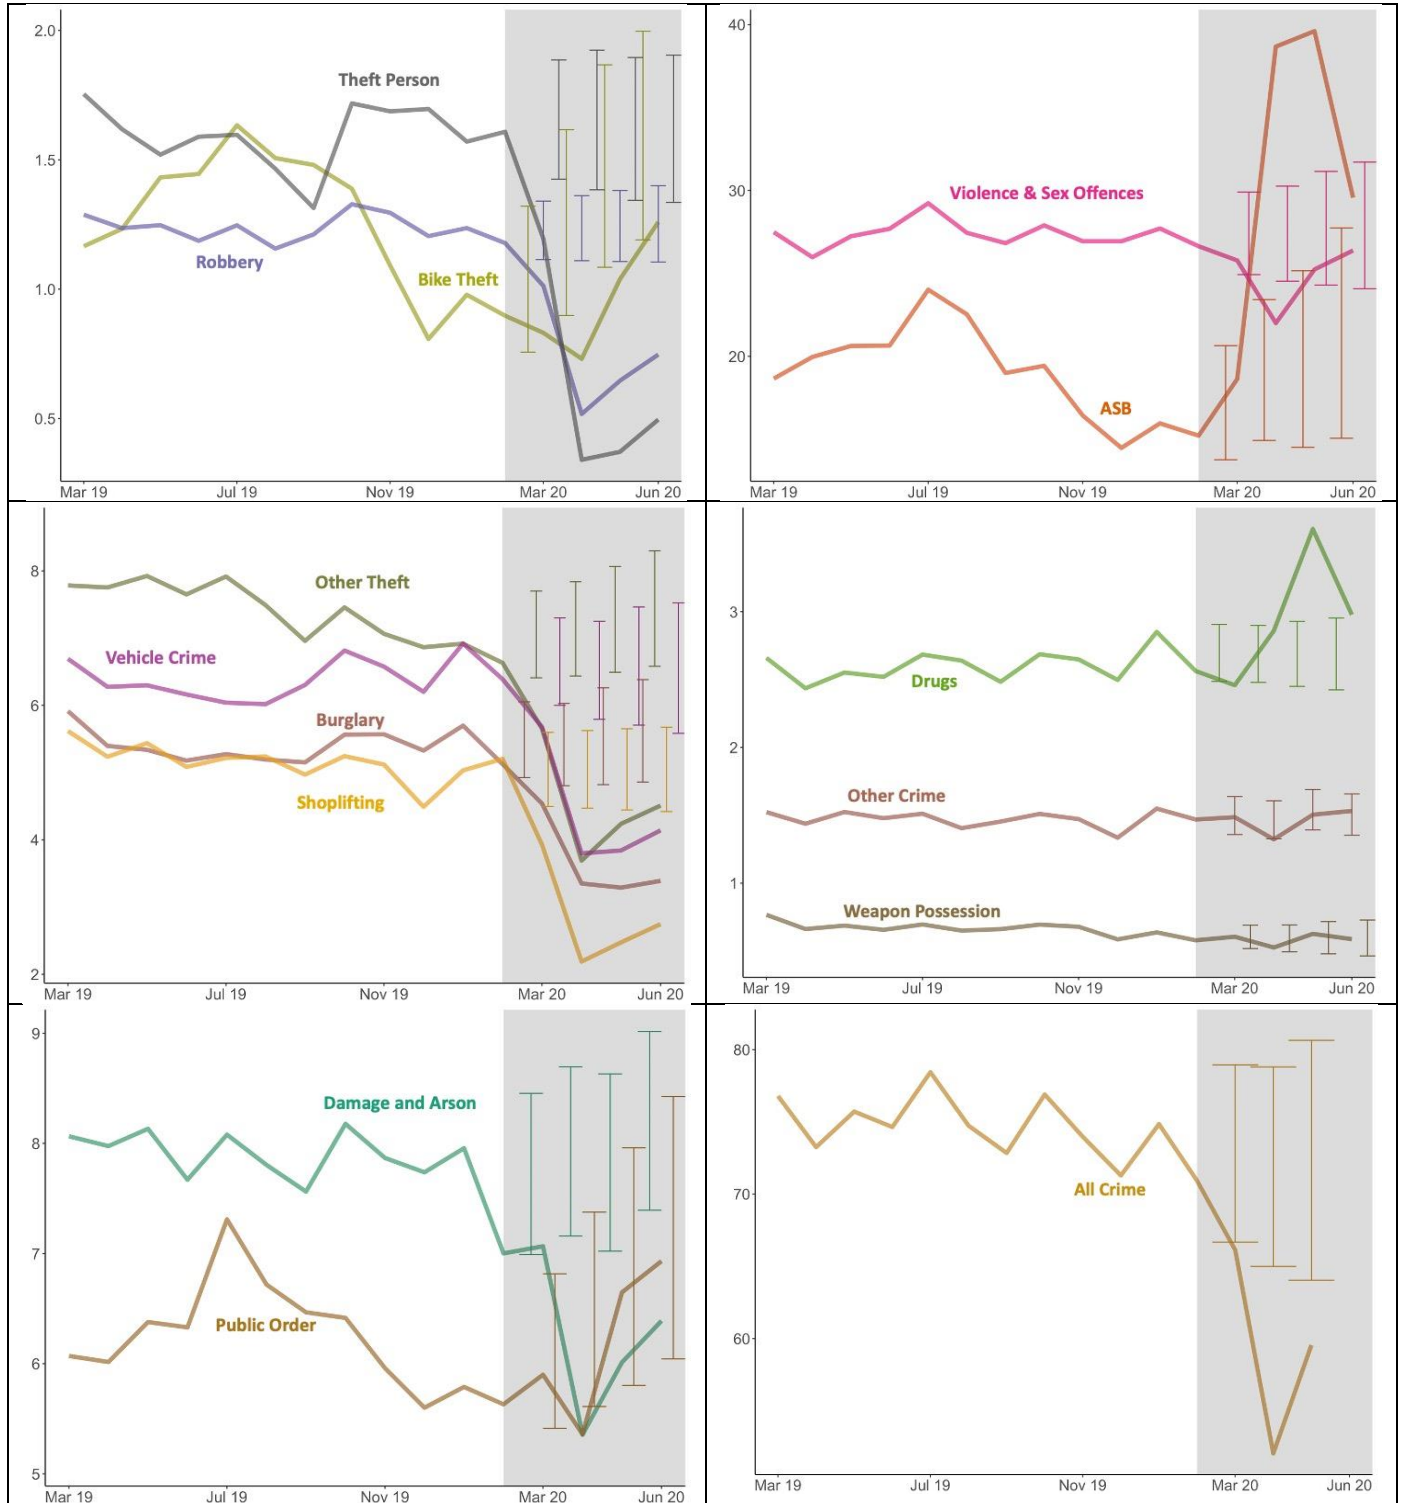 2.0
1.5
1.0
0.5
Theft Person
Robbery
Bike Theft
Mar 19 Jul 19 Nov 19 Mar 20 Jun 20
40
30
20
Violence & Sex Offences
ASB
Mar 19 Jul 19 Nov 19 Mar 20 Jun 20
8
6
4
2
Other Theft
Vehicle Crime
Burglary
Shoplifting
Mar 19 Jul 19 Nov 19 Mar 20 Jun 20
3
2
1
Drugs
Other Crime
Weapon Possession
Mar 19 Jul 19 Nov 19 Mar 20 Jun 20
9
8
7
6
5
Damage and Arson
Public Order
Mar 19 Jul 19 Nov 19 Mar 20 Jun 20
80
70
60
All Crime
Mar 19 Jul 19 Nov 19 Mar 20 Jun 20